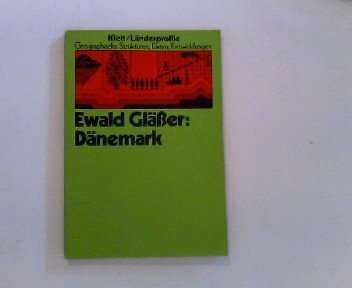 Klett/Länderprofile
Geographische Strukturen, Daten, Entwicklungen
Ewald Gläßer:
Dänemark